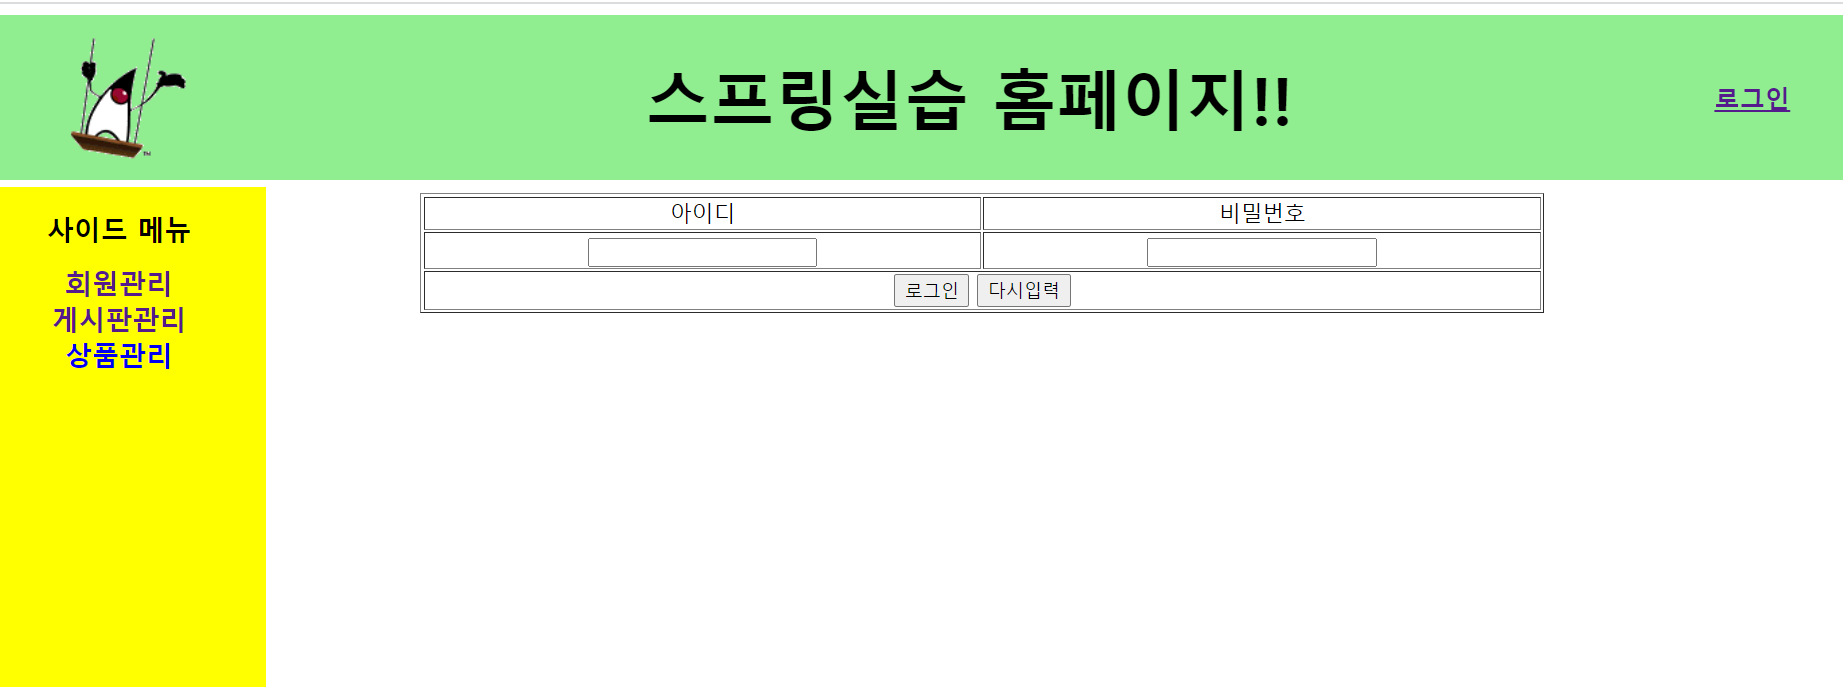 스프링실습 홈페이지!!
로그인
사이드 메뉴
회원관리
게시판관리
상품관리
아이디 비밀번호
로그인 다시입력
TM